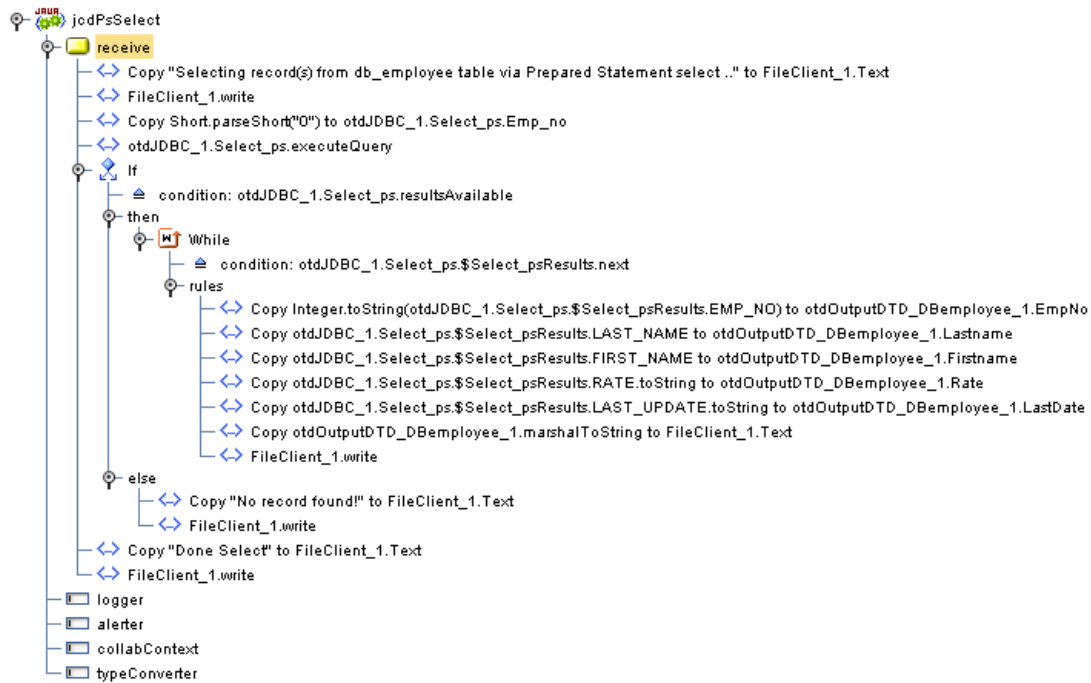 jcdPsSelect
receive
Copy "Selecting record(s) from db_employee table via Prepared Statement select .." to FileClient_1.Text
FileClient_1.write
Copy Short.parseShort("0") to otdJDBC_1.Select_ps.Emp_no
otdJDBC_1.Select_ps.executeQuery
If
condition: otdJDBC_1.Select_ps.resultsAvailable
then
While
condition: otdJDBC_1.Select_ps.$Select_psResults.next
rules
Copy Integer.toString(otdJDBC_1.Select_ps.$Select_psResults.EMP_NO) to otdOutputDTD_DBemployee_1.EmpNo
Copy otdJDBC_1.Select_ps.$Select_psResults.LAST_NAME to otdOutputDTD_DBemployee_1.Lastname
Copy otdJDBC_1.Select_ps.$Select_psResults.FIRST_NAME to otdOutputDTD_DBemployee_1.Firstname
Copy otdJDBC_1.Select_ps.$Select_psResults.RATE.toString to otdOutputDTD_DBemployee_1.Rate
Copy otdJDBC_1.Select_ps.$Select_psResults.LAST_UPDATE.toString to otdOutputDTD_DBemployee_1.LastDate
Copy otdOutputDTD_DBemployee_1.marshalToString to FileClient_1.Text
FileClient_1.write
else
Copy "No record found!" to FileClient_1.Text
FileClient_1.write
Copy "Done Select" to FileClient_1.Text
FileClient_1.write
logger
alerter
collabContext
typeConverter